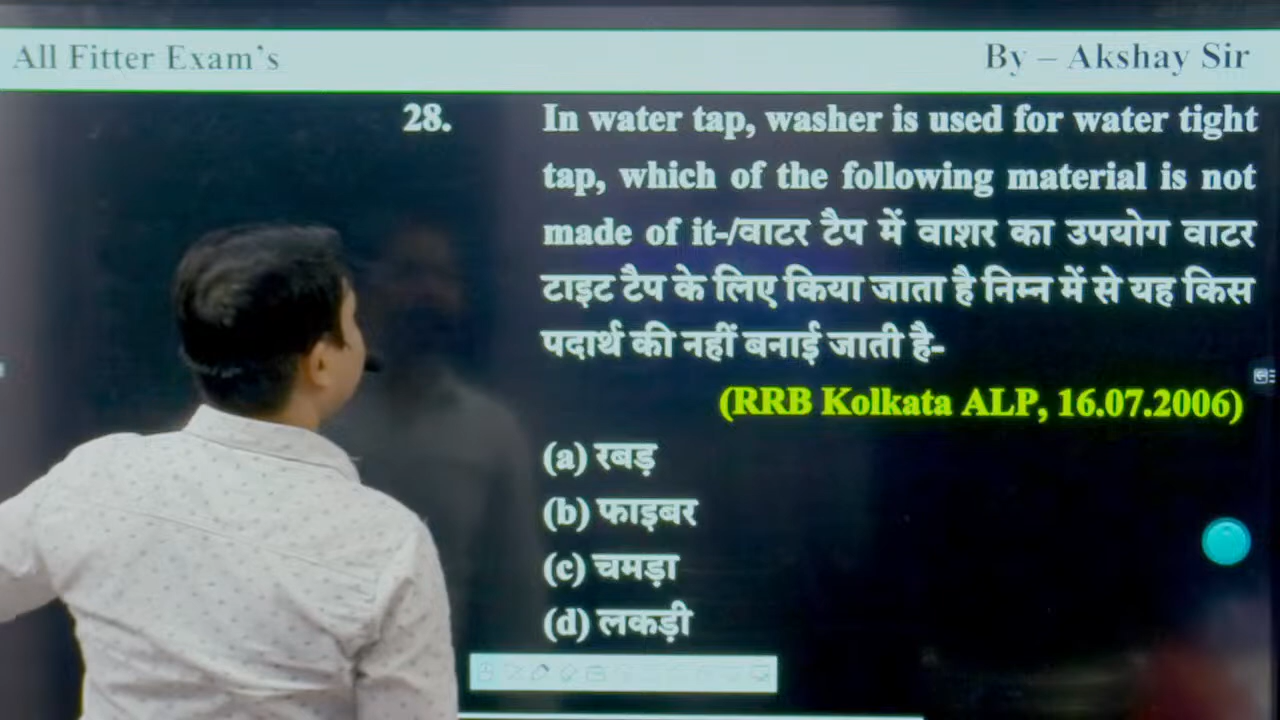 All Fitter Exam's
By – Akshay Sir
28.
In water tap, washer is used for water tight
tap, which of the following material is not
made of it-/वाटर टैप में वाशर का उपयोग वाटर
टाइट टैप के लिए किया जाता है निम्न में से यह किस
पदार्थ की नहीं बनाई जाती है-
(RRB Kolkata ALP, 16.07.2006)
(a) रबड़
(b) फाइबर
(c) चमड़ा
(d) लकड़ी